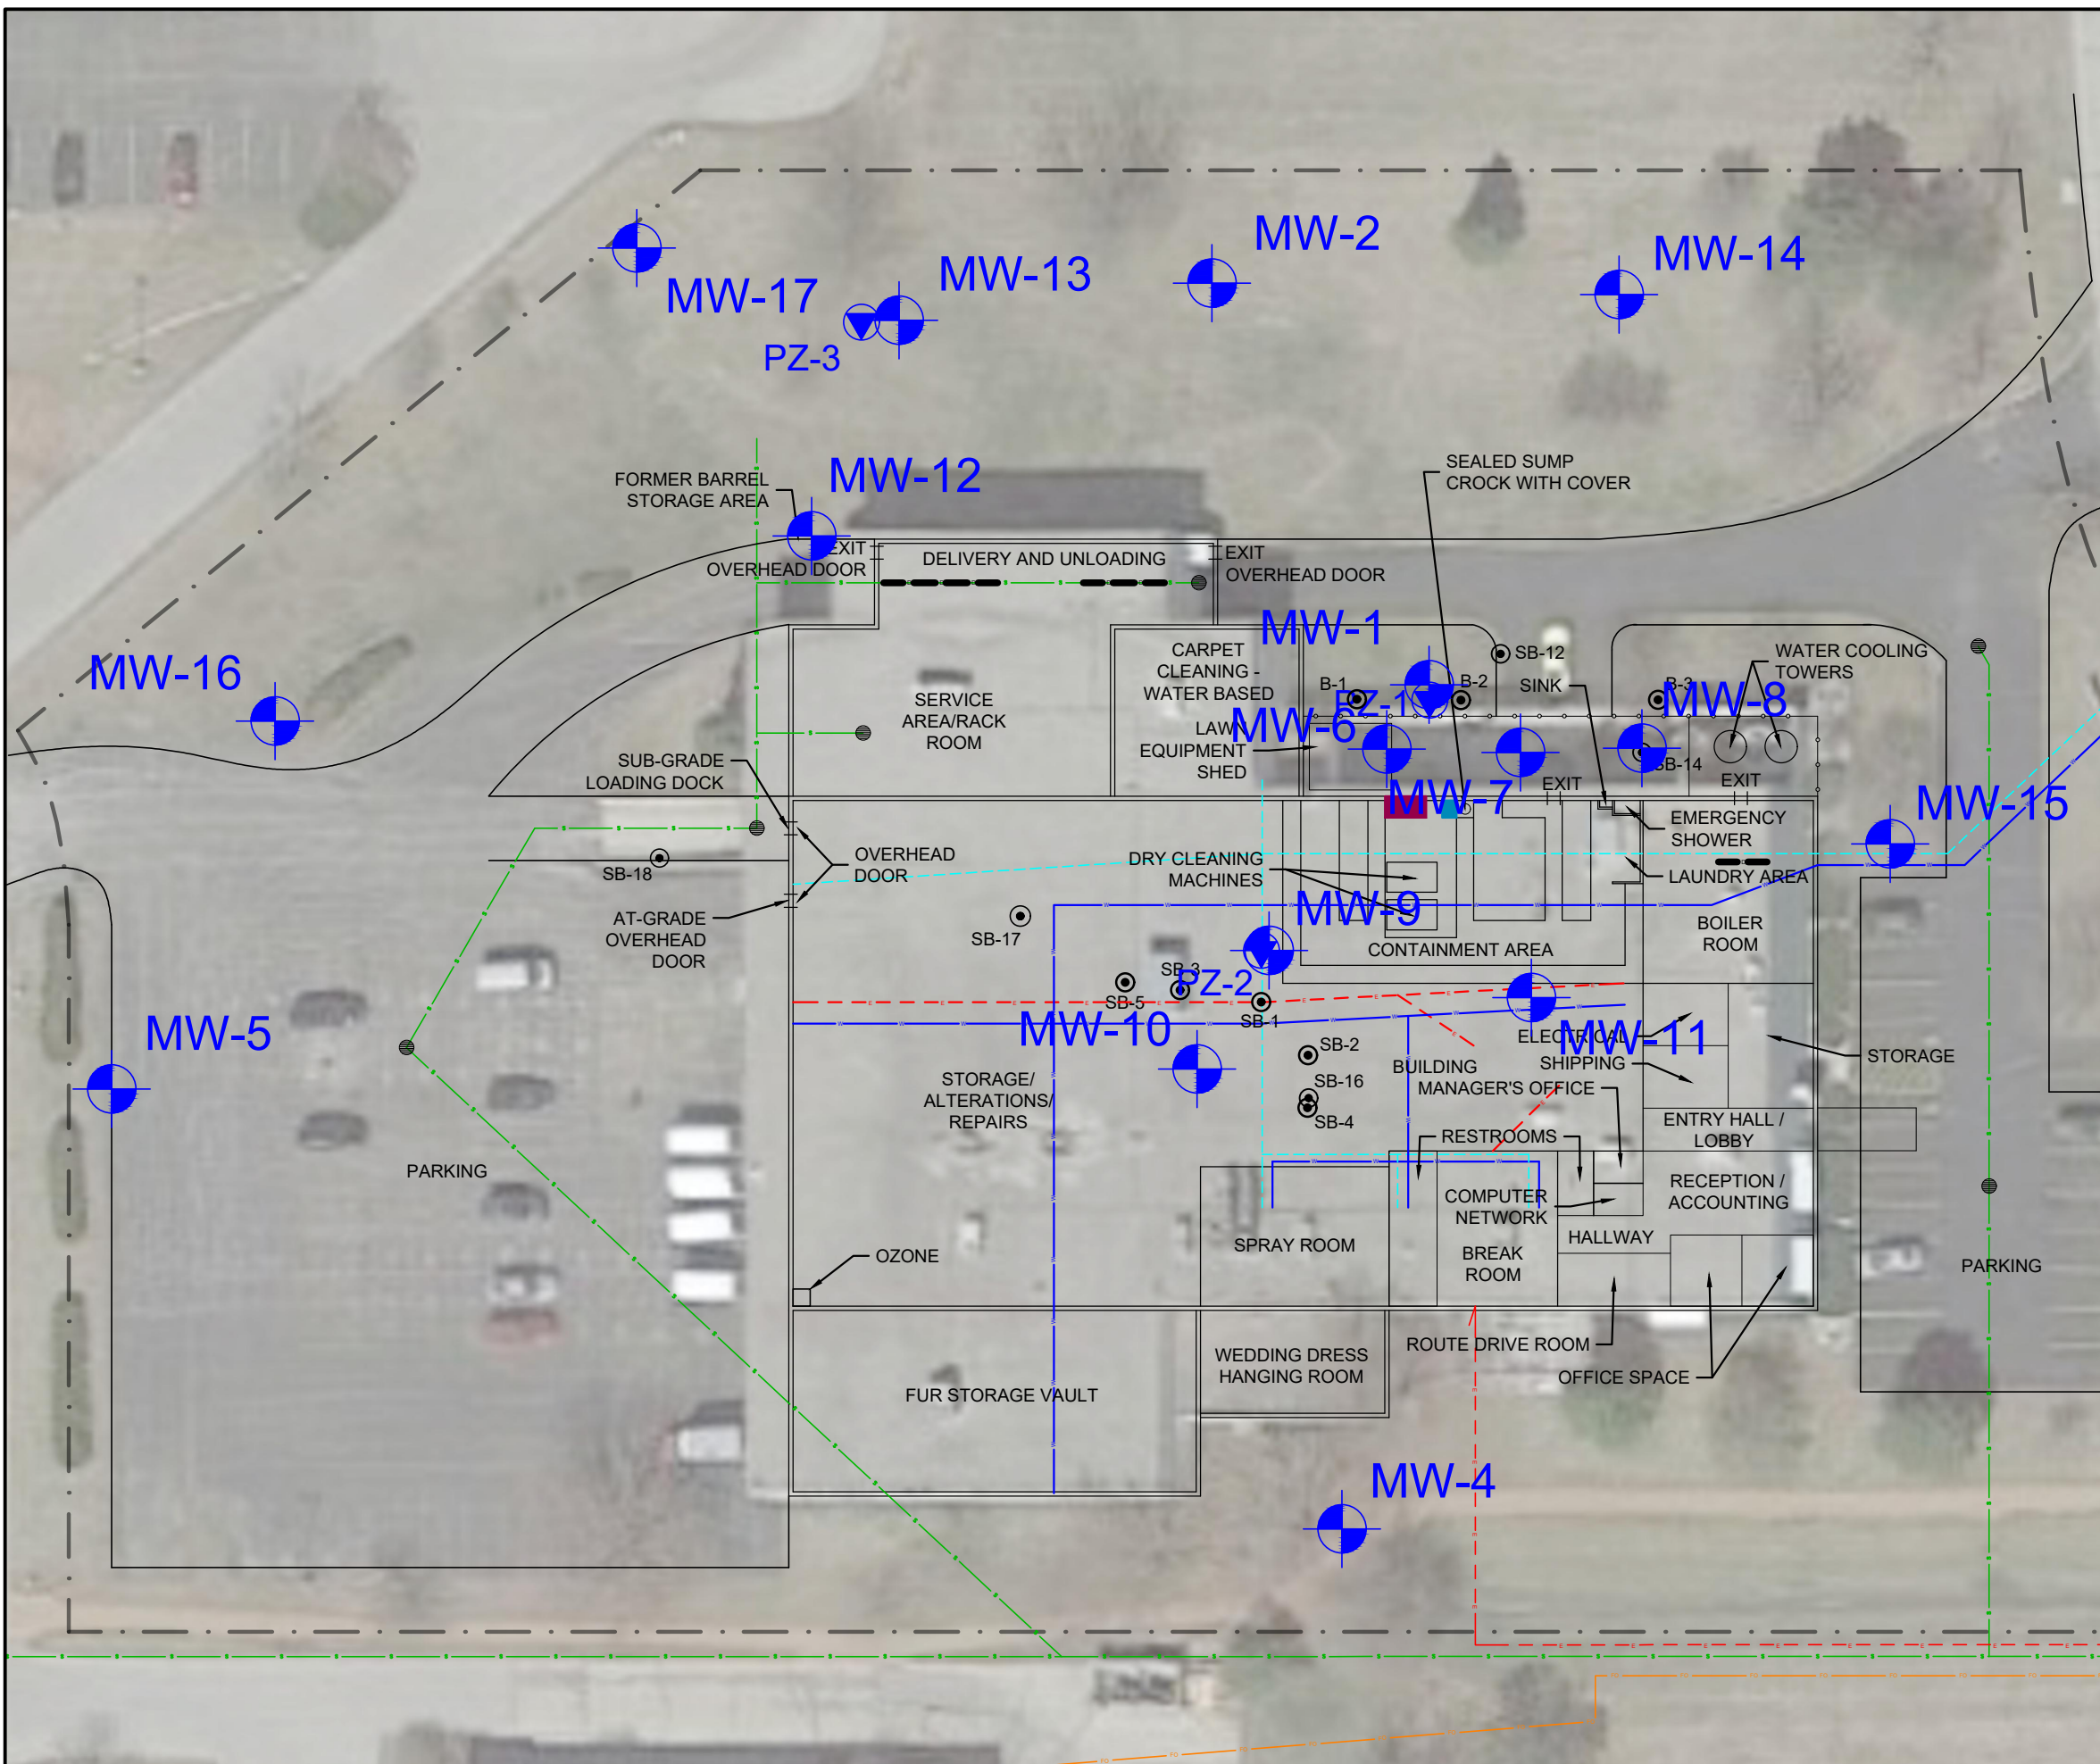 MW-2
MW-14
MW-13
MW-17
PZ-3
SEALED SUMP
CROCK WITH COVER
MW-12
FORMER BARREL
STORAGE AREA
EXIT
OVERHEAD DOOR
DELIVERY AND UNLOADING
EXIT
OVERHEAD DOOR
MW-1
CARPET
CLEANING -
WATER BASED
SB-12
WATER COOLING
TOWERS
MW-16
B-1
PZ-1
B-2
SINK
B-3
MW-8
SERVICE
AREA/RACK
ROOM
MW-6
LAWN
EQUIPMENT
SHED
SB-14
SUB-GRADE
LOADING DOCK
EXIT
EXIT
MW-7
MW-15
EMERGENCY
SHOWER
OVERHEAD
DOOR
SB-18
DRY CLEANING
MACHINES
LAUNDRY AREA
AT-GRADE
OVERHEAD
DOOR
MW-9
SB-17
CONTAINMENT AREA
BOILER
ROOM
SB-3
SB-5
PZ-2
SB-1
MW-5
MW-10
ELECTRICAL
MW-11
SB-2
BUILDING
MANAGER'S OFFICE
SHIPPING
STORAGE
STORAGE/
ALTERATIONS/
REPAIRS
SB-16
SB-4
ENTRY HALL /
LOBBY
RESTROOMS
PARKING
COMPUTER
NETWORK
RECEPTION /
ACCOUNTING
OZONE
SPRAY ROOM
BREAK
ROOM
HALLWAY
PARKING
ROUTE DRIVE ROOM
WEDDING DRESS
HANGING ROOM
OFFICE SPACE
FUR STORAGE VAULT
MW-4